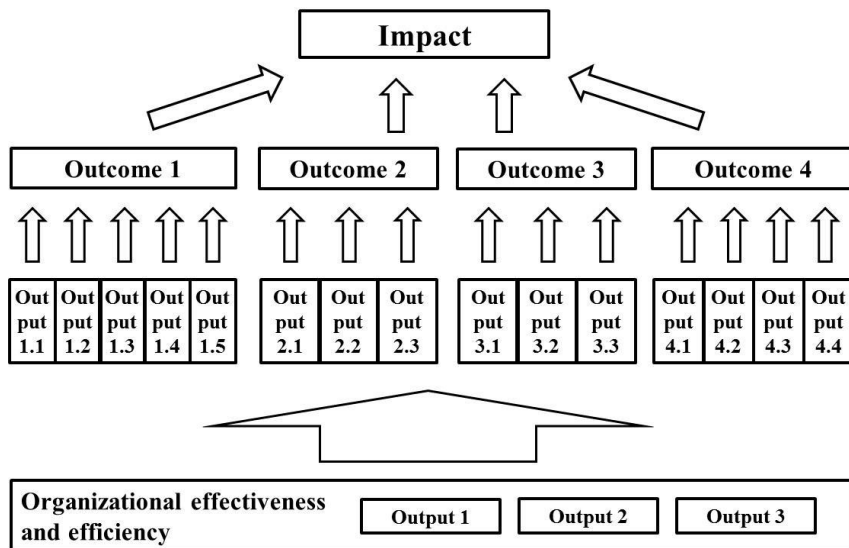 Impact
Outcome 1
Outcome 2
Outcome 3
Outcome 4
Out
put
1.1
Out
put
1.2
Out
put
1.3
Out
put
1.4
Out
put
1.5
Out
put
2.1
Out
put
2.2
Out
put
2.3
Out
put
3.1
Out
put
3.2
Out
put
3.3
Out
put
4.1
Out
put
4.2
Out
put
4.3
Out
put
4.4
Organizational effectiveness
and efficiency
Output 1
Output 2
Output 3